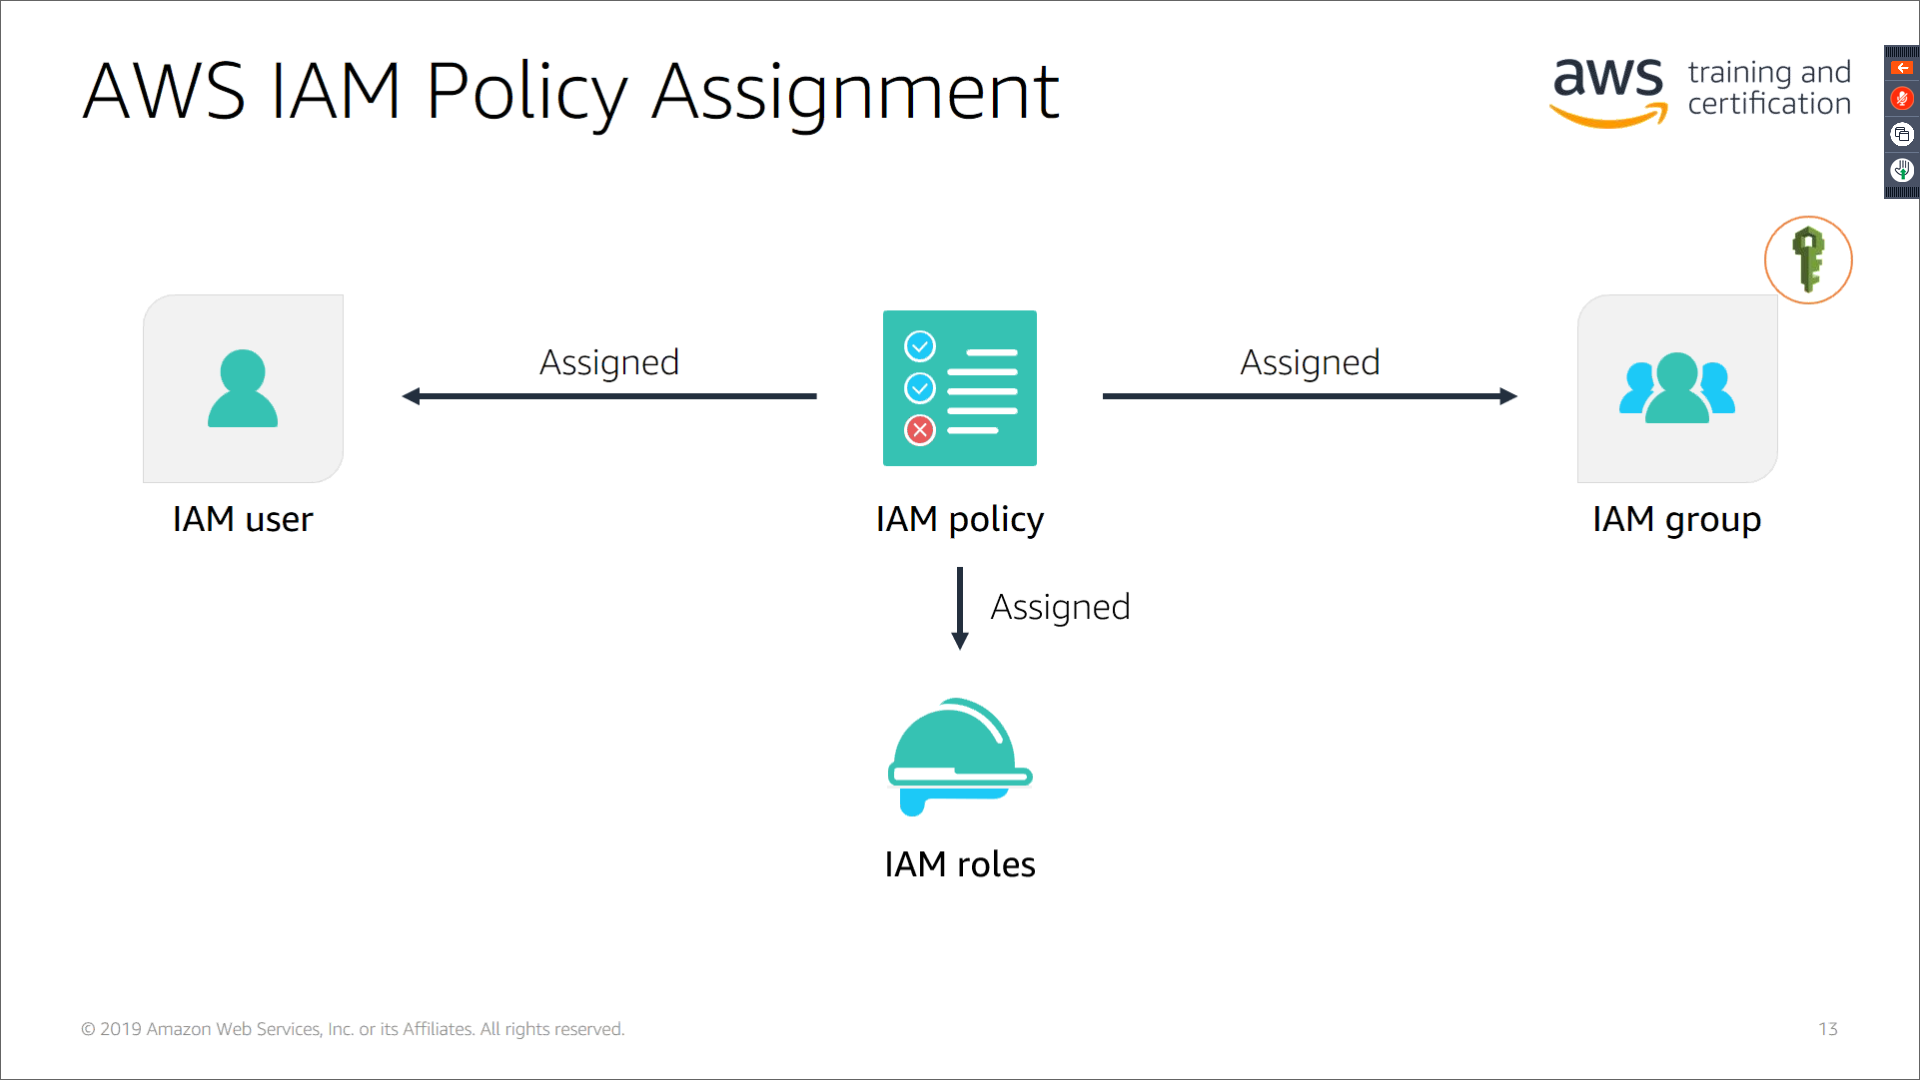 AWS IAM Policy Assignment
aws training and
certification
Assigned
Assigned
IAM user
IAM policy
IAM group
Assigned
IAM roles
© 2019 Amazon Web Services, Inc. or its Affiliates. All rights reserved.
13